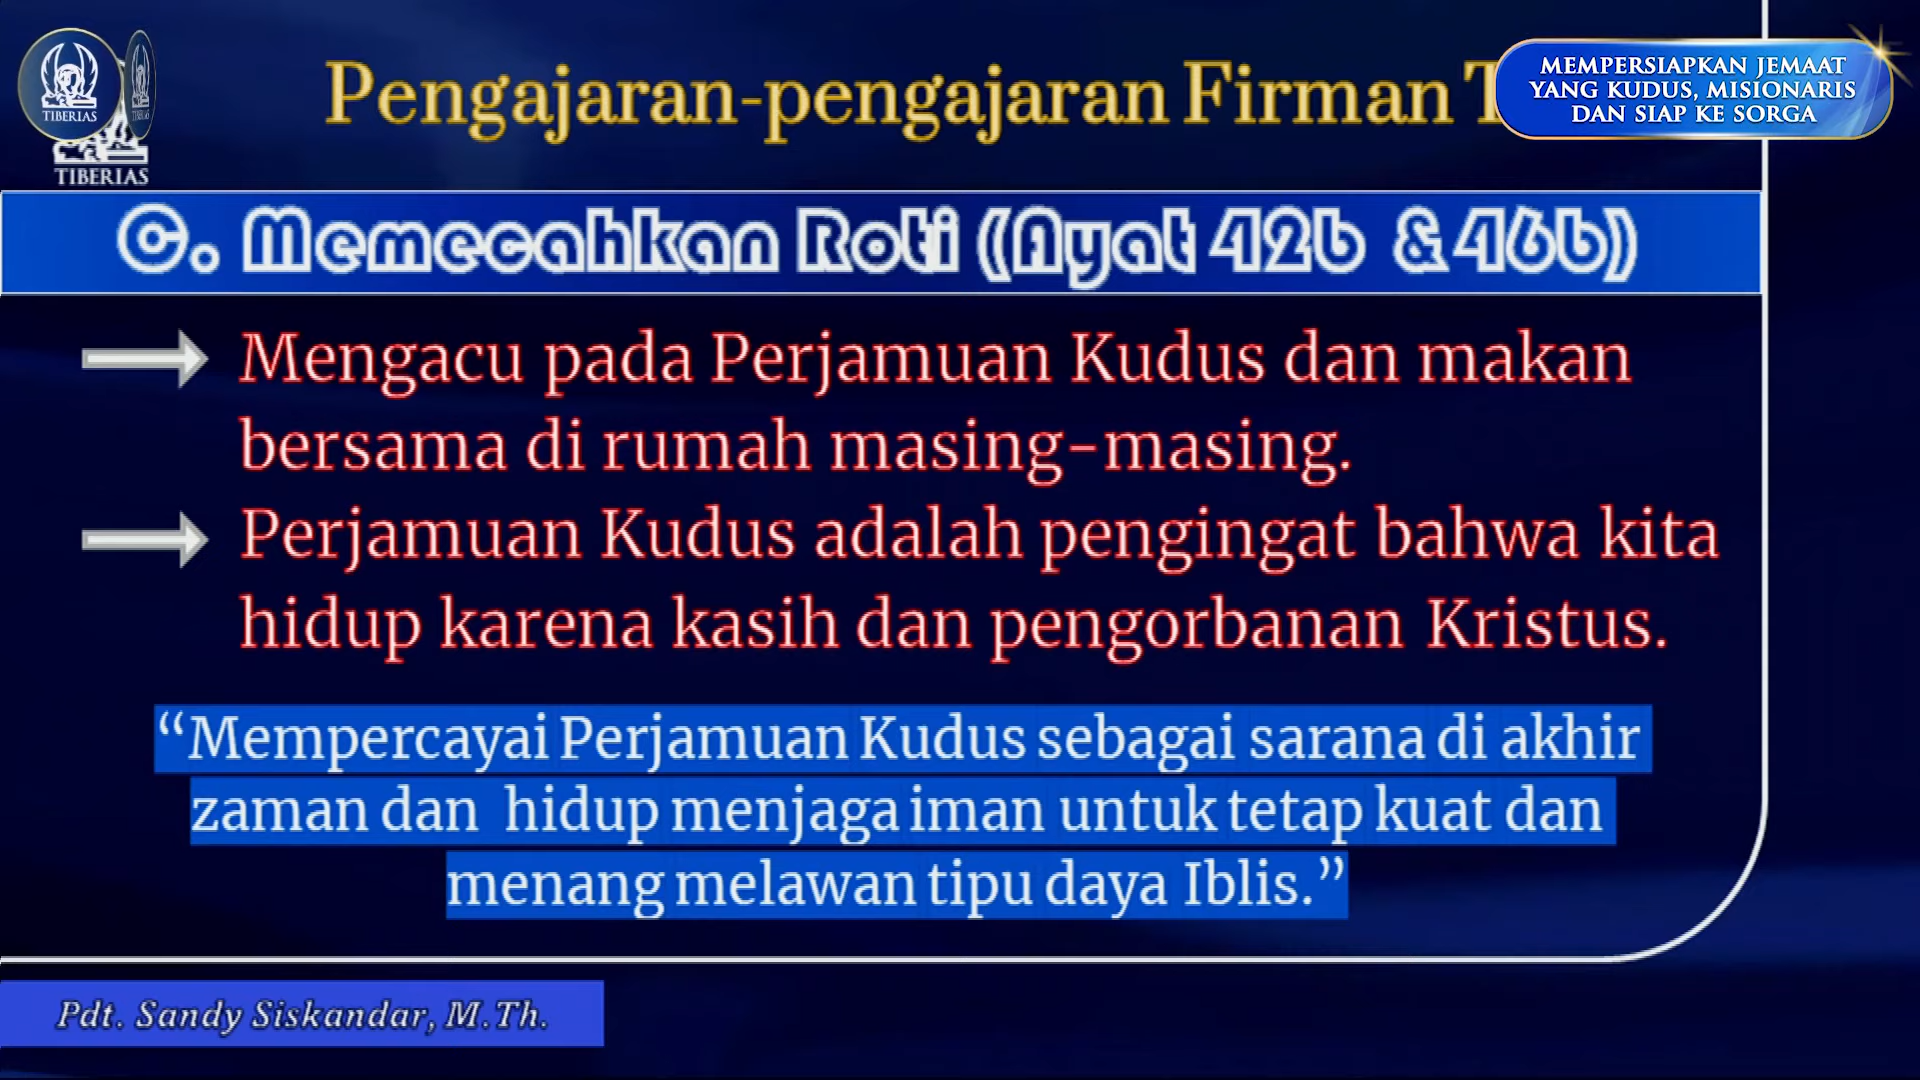 TIBERIAS
TIBERIAS
TIBERIAS
Pengajaran-pengajaran Firman T
MEMPERSIAPKAN JEMAAT
YANG KUDUS, MISIONARIS
DAN SIAP KE SORGA
C. Memecahkan Roti (Ayat 42b & 46b)
Mengacu pada Perjamuan Kudus dan makan
bersama di rumah masing-masing.
Perjamuan Kudus adalah pengingat bahwa kita
hidup karena kasih dan pengorbanan Kristus.
“Mempercayai Perjamuan Kudus sebagai sarana di akhir
zaman dan hidup menjaga iman untuk tetap kuat dan
menang melawan tipu daya Iblis.”
Pdt. Sandy Siskandar, M.Th.